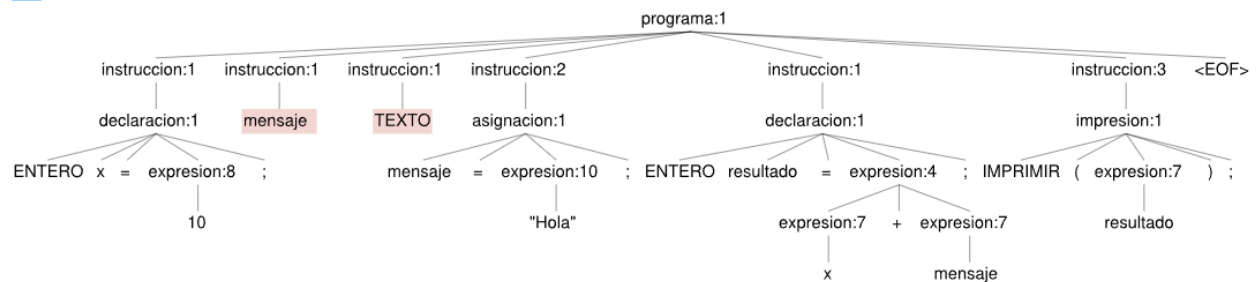 programa:1
instruccion:1 instruccion:1 instruccion:1 instruccion:2 instruccion:1 instruccion:3 <EOF>
declaracion:1 mensaje TEXTO asignacion:1 declaracion:1 impresion:1
ENTERO x = expresion:8 ; mensaje = expresion:10 ; ENTERO resultado = expresion:4 ; IMPRIMIR ( expresion:7 ) ;
10 "Hola" expresion:7 + expresion:7 resultado
x mensaje